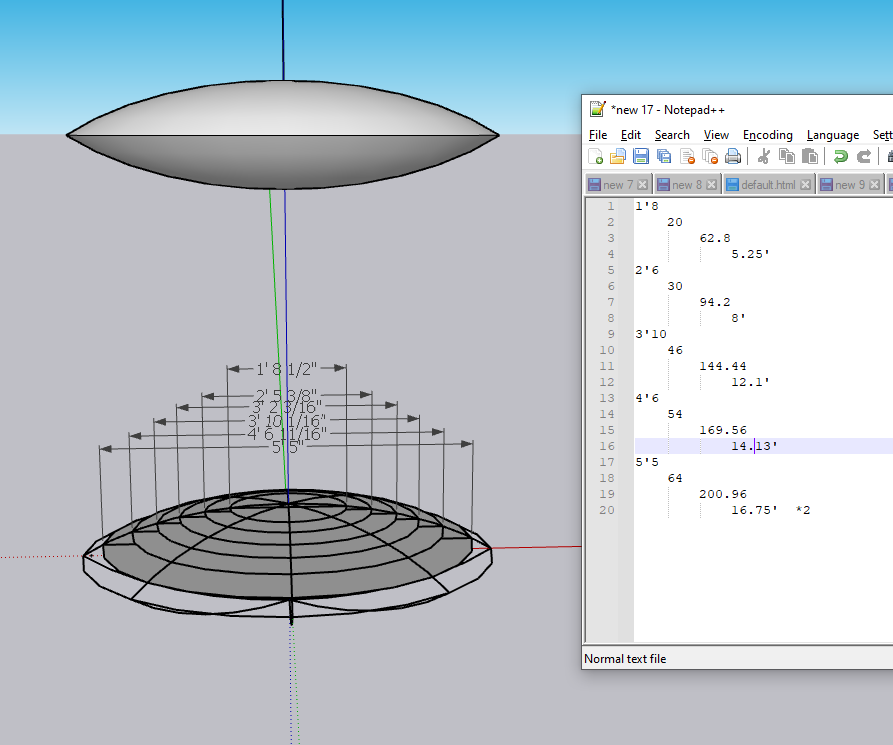 *new 17 - Notepad++
File Edit Search View Encoding Language Sett
new 7 new 8 default.html new 9
1 1'8
2 20
3 62.8
4 5.25'
5 2'6
6 30
7 94.2
8 8'
9 3'10
10 46
11 144.44
12 12.1'
13 4'6
14 54
15 169.56
16 14.13'
17 5'5
18 64
19 200.96
20 16.75' *2
1' 8 1/2"
2' 5 3/8"
3' 2 3/16"
3' 10 1/16"
4' 6 11/16"
5' 5"
Normal text file